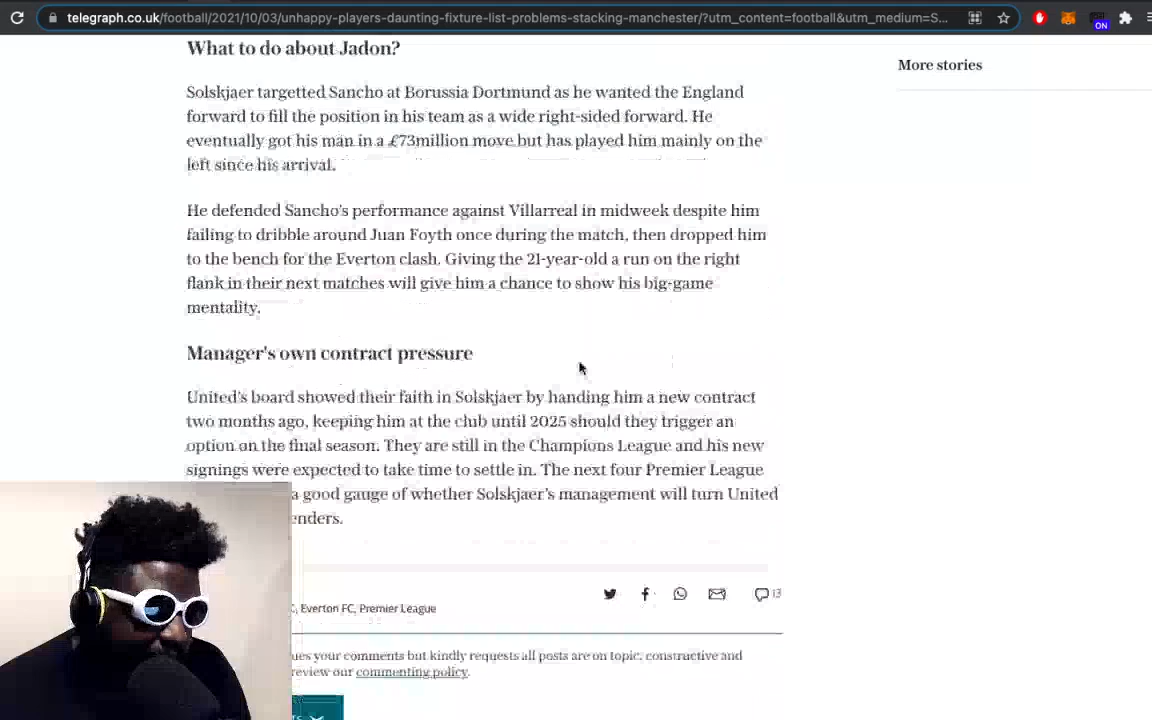 telegraph.co.uk/football/2021/10/03/unhappy-players-daunting-fixture-list-problems-stacking-manchester/?utm_content=football&utm_medium=S...
ON
What to do about Jadon?
More stories
Solskjaer targetted Sancho at Borussia Dortmund as he wanted the England
forward to fill the position in his team as a wide right-sided forward. He
eventually got his man in a £73million move but has played him mainly on the
left since his arrival.
He defended Sancho's performance against Villarreal in midweek despite him
failing to dribble around Juan Foyth once during the match, then dropped him
to the bench for the Everton clash. Giving the 21-year-old a run on the right
flank in their next matches will give him a chance to show his big-game
mentality.
Manager's own contract pressure
United's board showed their faith in Solskjaer by handing him a new contract
two months ago, keeping him at the club until 2025 should they trigger an
option on the final season. They are still in the Champions League and his new
signings were expected to take time to settle in. The next four Premier League
a good gauge of whether Solskjaer's management will turn United
enders.
13
, Everton FC, Premier League
ues your comments but kindly requests all posts are on topic, constructive and
review our commenting policy.